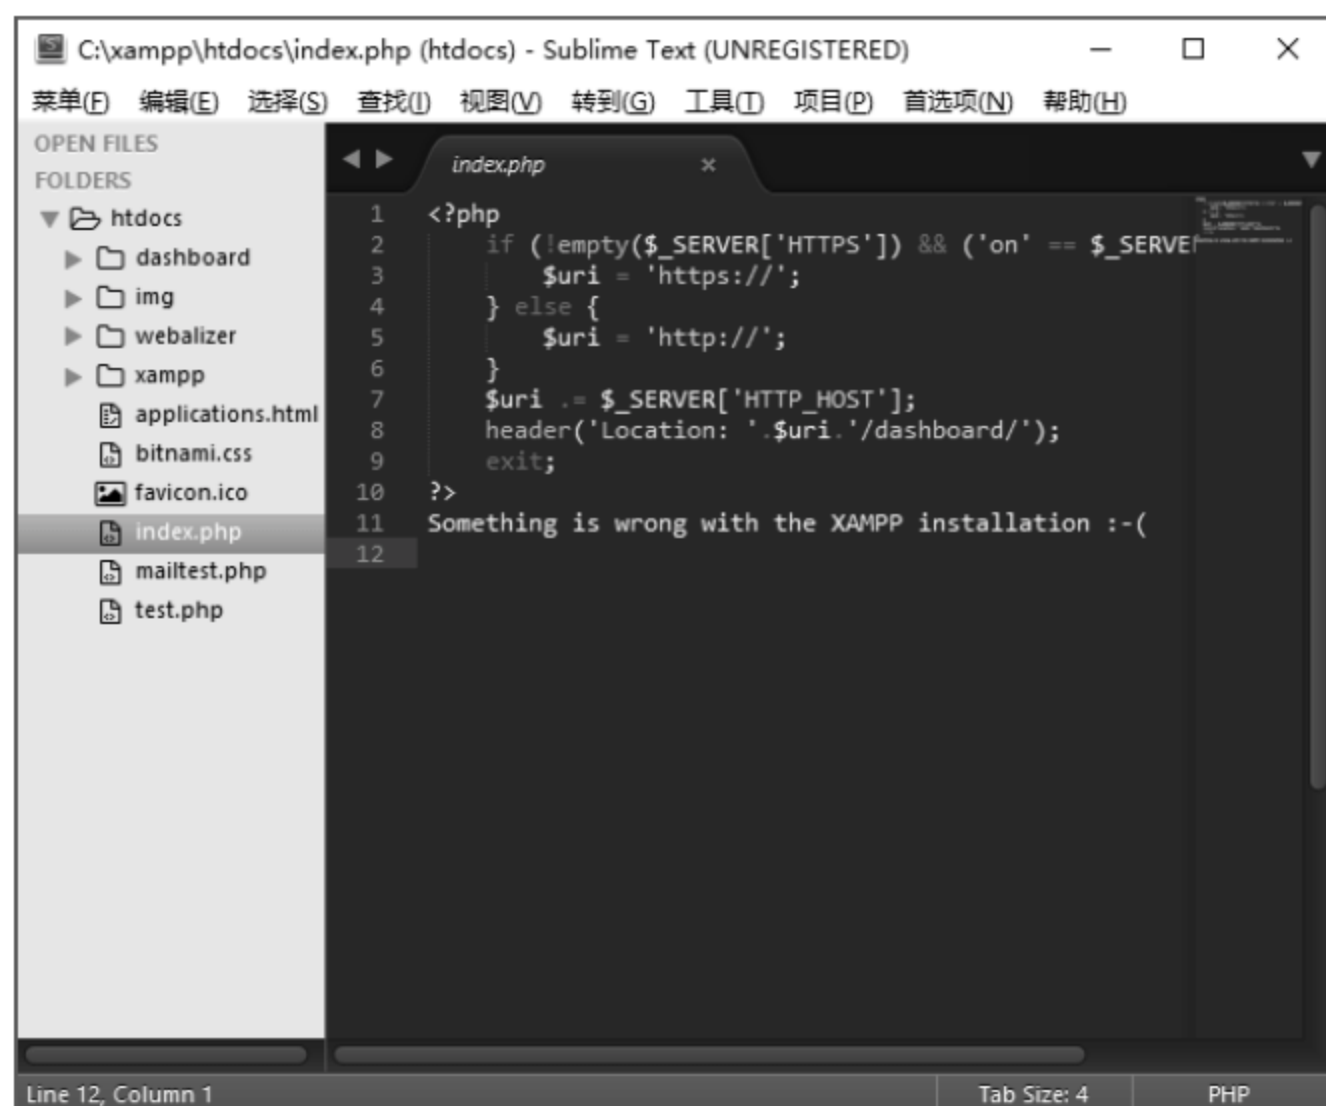 C:\xampp\htdocs\index.php (htdocs) - Sublime Text (UNREGISTERED)
菜单(F) 编辑(E) 选择(S) 查找(I) 视图(V) 转到(G) 工具(T) 项目(P) 首选项(N) 帮助(H)
OPEN FILES
FOLDERS
htdocs
dashboard
img
webalizer
xampp
applications.html
bitnami.css
favicon.ico
index.php
mailtest.php
test.php
index.php ×
1 <?php
2 if (!empty($_SERVER['HTTPS']) && ('on' == $_SERVE
3 $uri = 'https://';
4 } else {
5 $uri = 'http://';
6 }
7 $uri .= $_SERVER['HTTP_HOST'];
8 header('Location: '.$uri.'/dashboard/');
9 exit;
10 ?>
11 Something is wrong with the XAMPP installation :-(
12
Line 12, Column 1 Tab Size: 4 PHP